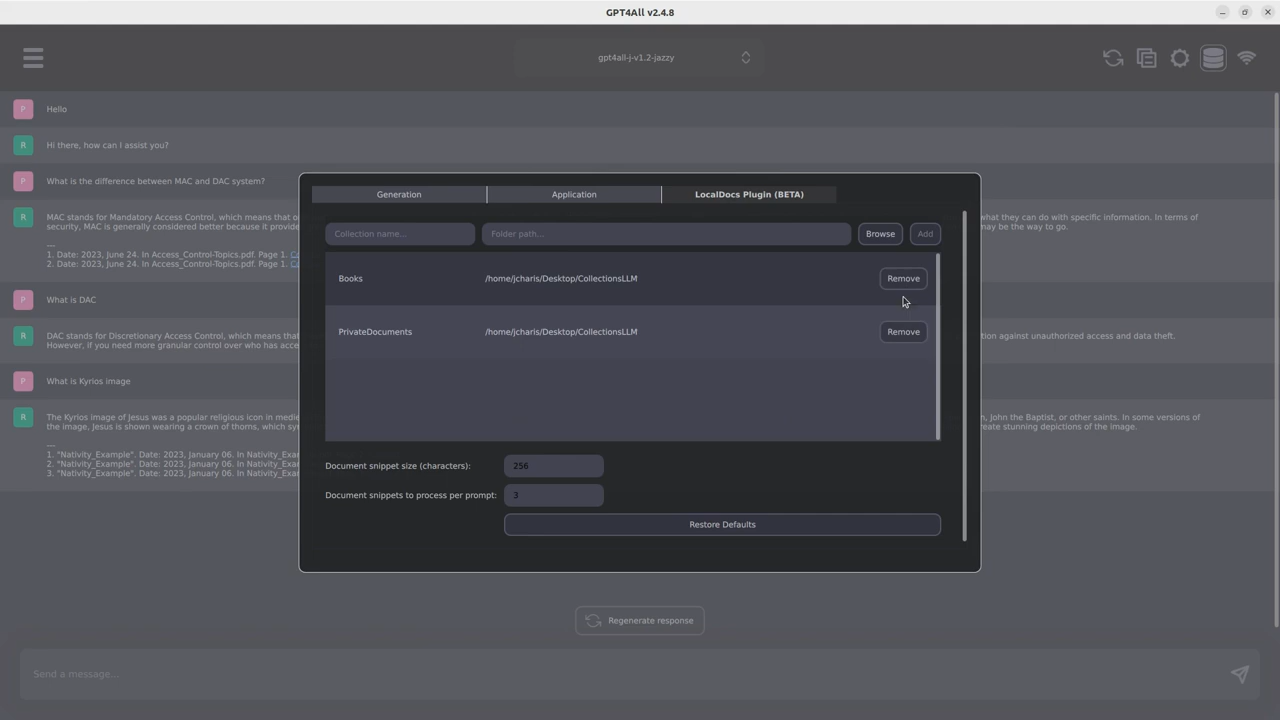 GPT4All v2.4.8
gpt4all-j-v1.2-jazzy
P Hello
R Hi there, how can I assist you?
P What is the difference between MAC and DAC system?
R MAC stands for Mandatory Access Control, which means that o
what they can do with specific information. In terms of
security, MAC is generally considered better because it provide
may be the way to go.
---
1. Date: 2023, June 24. In Access_Control-Topics.pdf. Page 1.
2. Date: 2023, June 24. In Access_Control-Topics.pdf. Page 1.
P What is DAC
R DAC stands for Discretionary Access Control, which means that
tion against unauthorized access and data theft.
However, if you need more granular control over who has acce
P What is Kyrios image
R The Kyrios image of Jesus was a popular religious icon in medie
, John the Baptist, or other saints. In some versions of
the image, Jesus is shown wearing a crown of thorns, which sy
reate stunning depictions of the image.
---
1. "Nativity_Example". Date: 2023, January 06. In Nativity_Exa
2. "Nativity_Example". Date: 2023, January 06. In Nativity_Exa
3. "Nativity_Example". Date: 2023, January 06. In Nativity_Exa
Generation Application LocalDocs Plugin (BETA)
Collection name... Folder path... Browse Add
Books /home/jcharis/Desktop/CollectionsLLM Remove
PrivateDocuments /home/jcharis/Desktop/CollectionsLLM Remove
Document snippet size (characters): 256
Document snippets to process per prompt: 3
Restore Defaults
Regenerate response
Send a message...